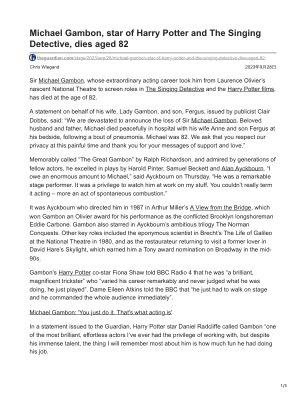 Michael Gambon, star of Harry Potter and The Singing
Detective, dies aged 82
theguardian.com/stage/2023/sep/28/michael-gambon-star-of-harry-potter-and-the-singing-detective-dies-aged-82
Chris Wiegand
2023年9月28日
Sir Michael Gambon, whose extraordinary acting career took him from Laurence Olivier's
nascent National Theatre to screen roles in The Singing Detective and the Harry Potter films,
has died at the age of 82.
A statement on behalf of his wife, Lady Gambon, and son, Fergus, issued by publicist Clair
Dobbs, said: "We are devastated to announce the loss of Sir Michael Gambon. Beloved
husband and father, Michael died peacefully in hospital with his wife Anne and son Fergus at
his bedside, following a bout of pneumonia. Michael was 82. We ask that you respect our
privacy at this painful time and thank you for your messages of support and love."
Memorably called "The Great Gambon" by Ralph Richardson, and admired by generations of
fellow actors, he excelled in plays by Harold Pinter, Samuel Beckett and Alan Ayckbourn. "I
owe an enormous amount to Michael," said Ayckbourn on Thursday. "He was a remarkable
stage performer. It was a privilege to watch him at work on my stuff. You couldn't really term
it acting – more an act of spontaneous combustion."
It was Ayckbourn who directed him in 1987 in Arthur Miller's A View from the Bridge, which
won Gambon an Olivier award for his performance as the conflicted Brooklyn longshoreman
Eddie Carbone. Gambon also starred in Ayckbourn's ambitious trilogy The Norman
Conquests. Other key roles included the eponymous scientist in Brecht's The Life of Galileo
at the National Theatre in 1980, and as the restaurateur returning to visit a former lover in
David Hare's Skylight, which earned him a Tony award nomination on Broadway in the mid-
90s.
Gambon's Harry Potter co-star Fiona Shaw told BBC Radio 4 that he was "a brilliant,
magnificent trickster" who "varied his career remarkably and never judged what he was
doing, he just played". Dame Eileen Atkins told the BBC that "he just had to walk on stage
and he commanded the whole audience immediately".
Michael Gambon: 'You just do it. That's what acting is'
In a statement issued to the Guardian, Harry Potter star Daniel Radcliffe called Gambon "one
of the most brilliant, effortless actors I've ever had the privilege of working with, but despite
his immense talent, the thing I will remember most about him is how much fun he had doing
his job.
1/5